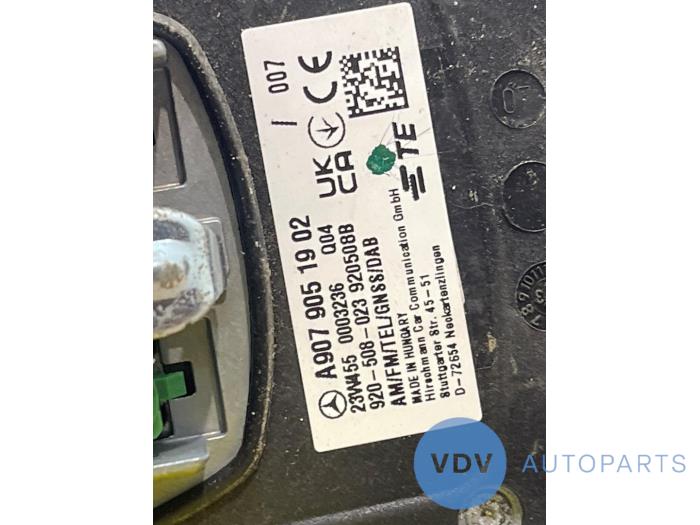 007
UK
CA
CE
TE
A907 905 19 02
23W455 0003236 Q04
920-508-023 920508B
AM/FM/TEL/GNSS/DAB
MADE IN HUNGARY
Hirschmann Car Communication GmbH
Stuttgarter Str. 45-51
D-72654 Neckartenzlingen
VDV AUTOPARTS